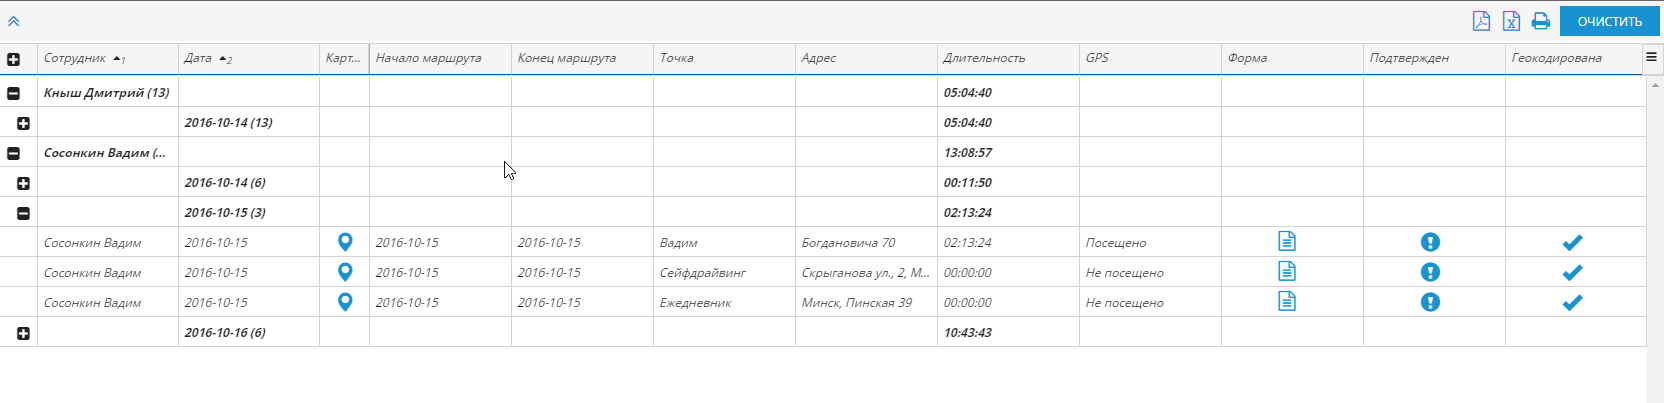 ОЧИСТИТЬ
Сотрудник 1 Дата 2 Карт... Начало маршрута Конец маршрута Точка Адрес Длительность GPS Форма Подтвержден Геокодирована
Кныш Дмитрий (13) 05:04:40
2016-10-14 (13) 05:04:40
Сосонкин Вадим (... 13:08:57
2016-10-14 (6) 00:11:50
2016-10-15 (3) 02:13:24
Сосонкин Вадим 2016-10-15 2016-10-15 2016-10-15 Вадим Богдановича 70 02:13:24 Посещено
Сосонкин Вадим 2016-10-15 2016-10-15 2016-10-15 Сейфдрайвинг Скрыганова ул., 2, М... 00:00:00 Не посещено
Сосонкин Вадим 2016-10-15 2016-10-15 2016-10-15 Ежедневник Минск, Пинская 39 00:00:00 Не посещено
2016-10-16 (6) 10:43:43